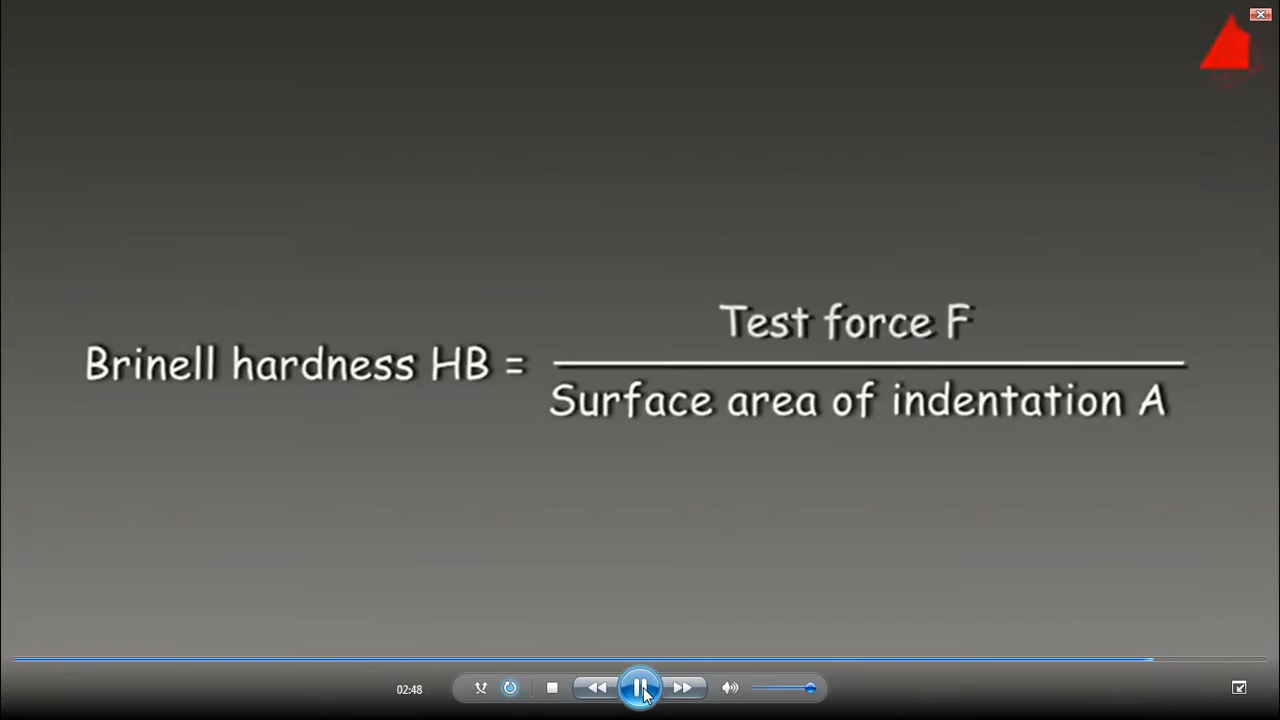 Test force F
Brinell hardness HB =
Surface area of indentation A
02:48